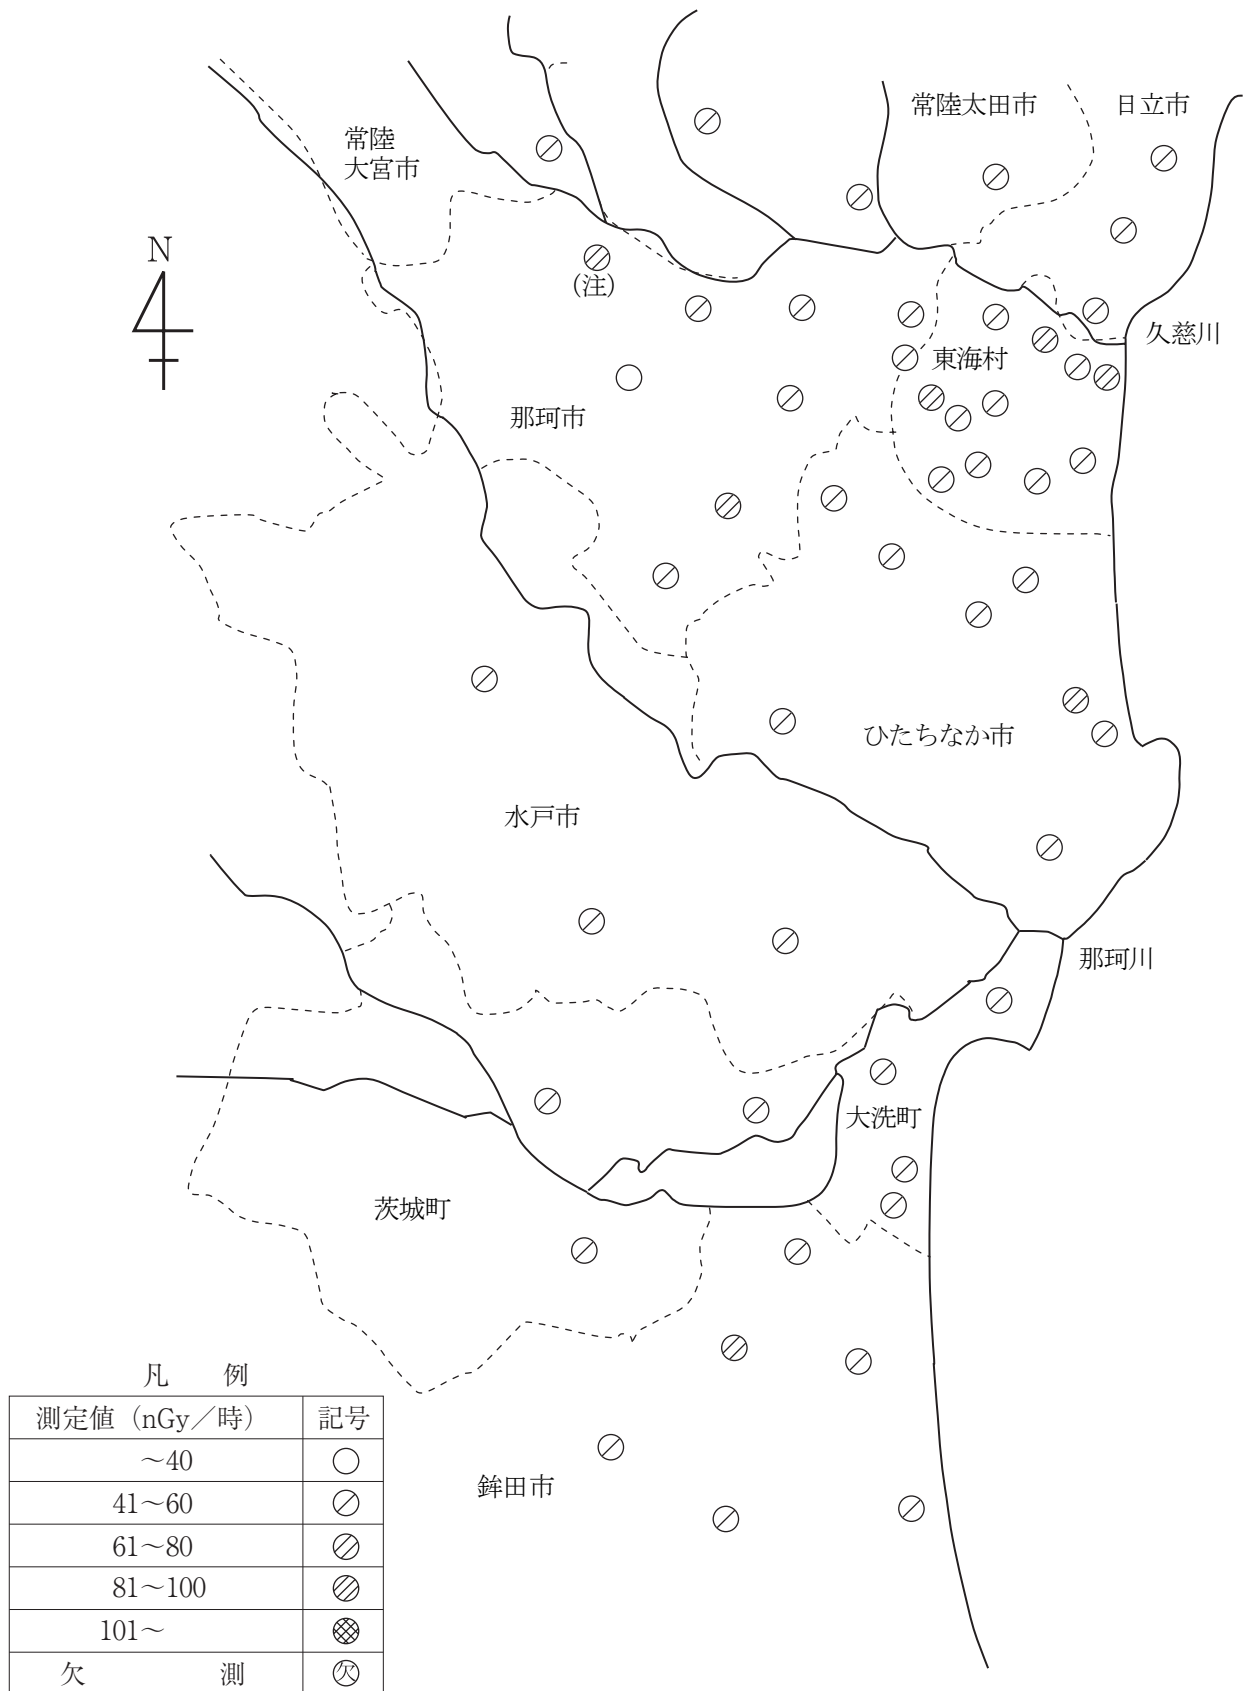 常陸太田市
日立市
常陸
大宮市
N
(注)
久慈川
東海村
那珂市
ひたちなか市
水戸市
那珂川
大洗町
茨城町
鉾田市
凡 例
測定値（nGy／時） 記号
～40
41～60
61～80
81～100
101～
欠 測 欠